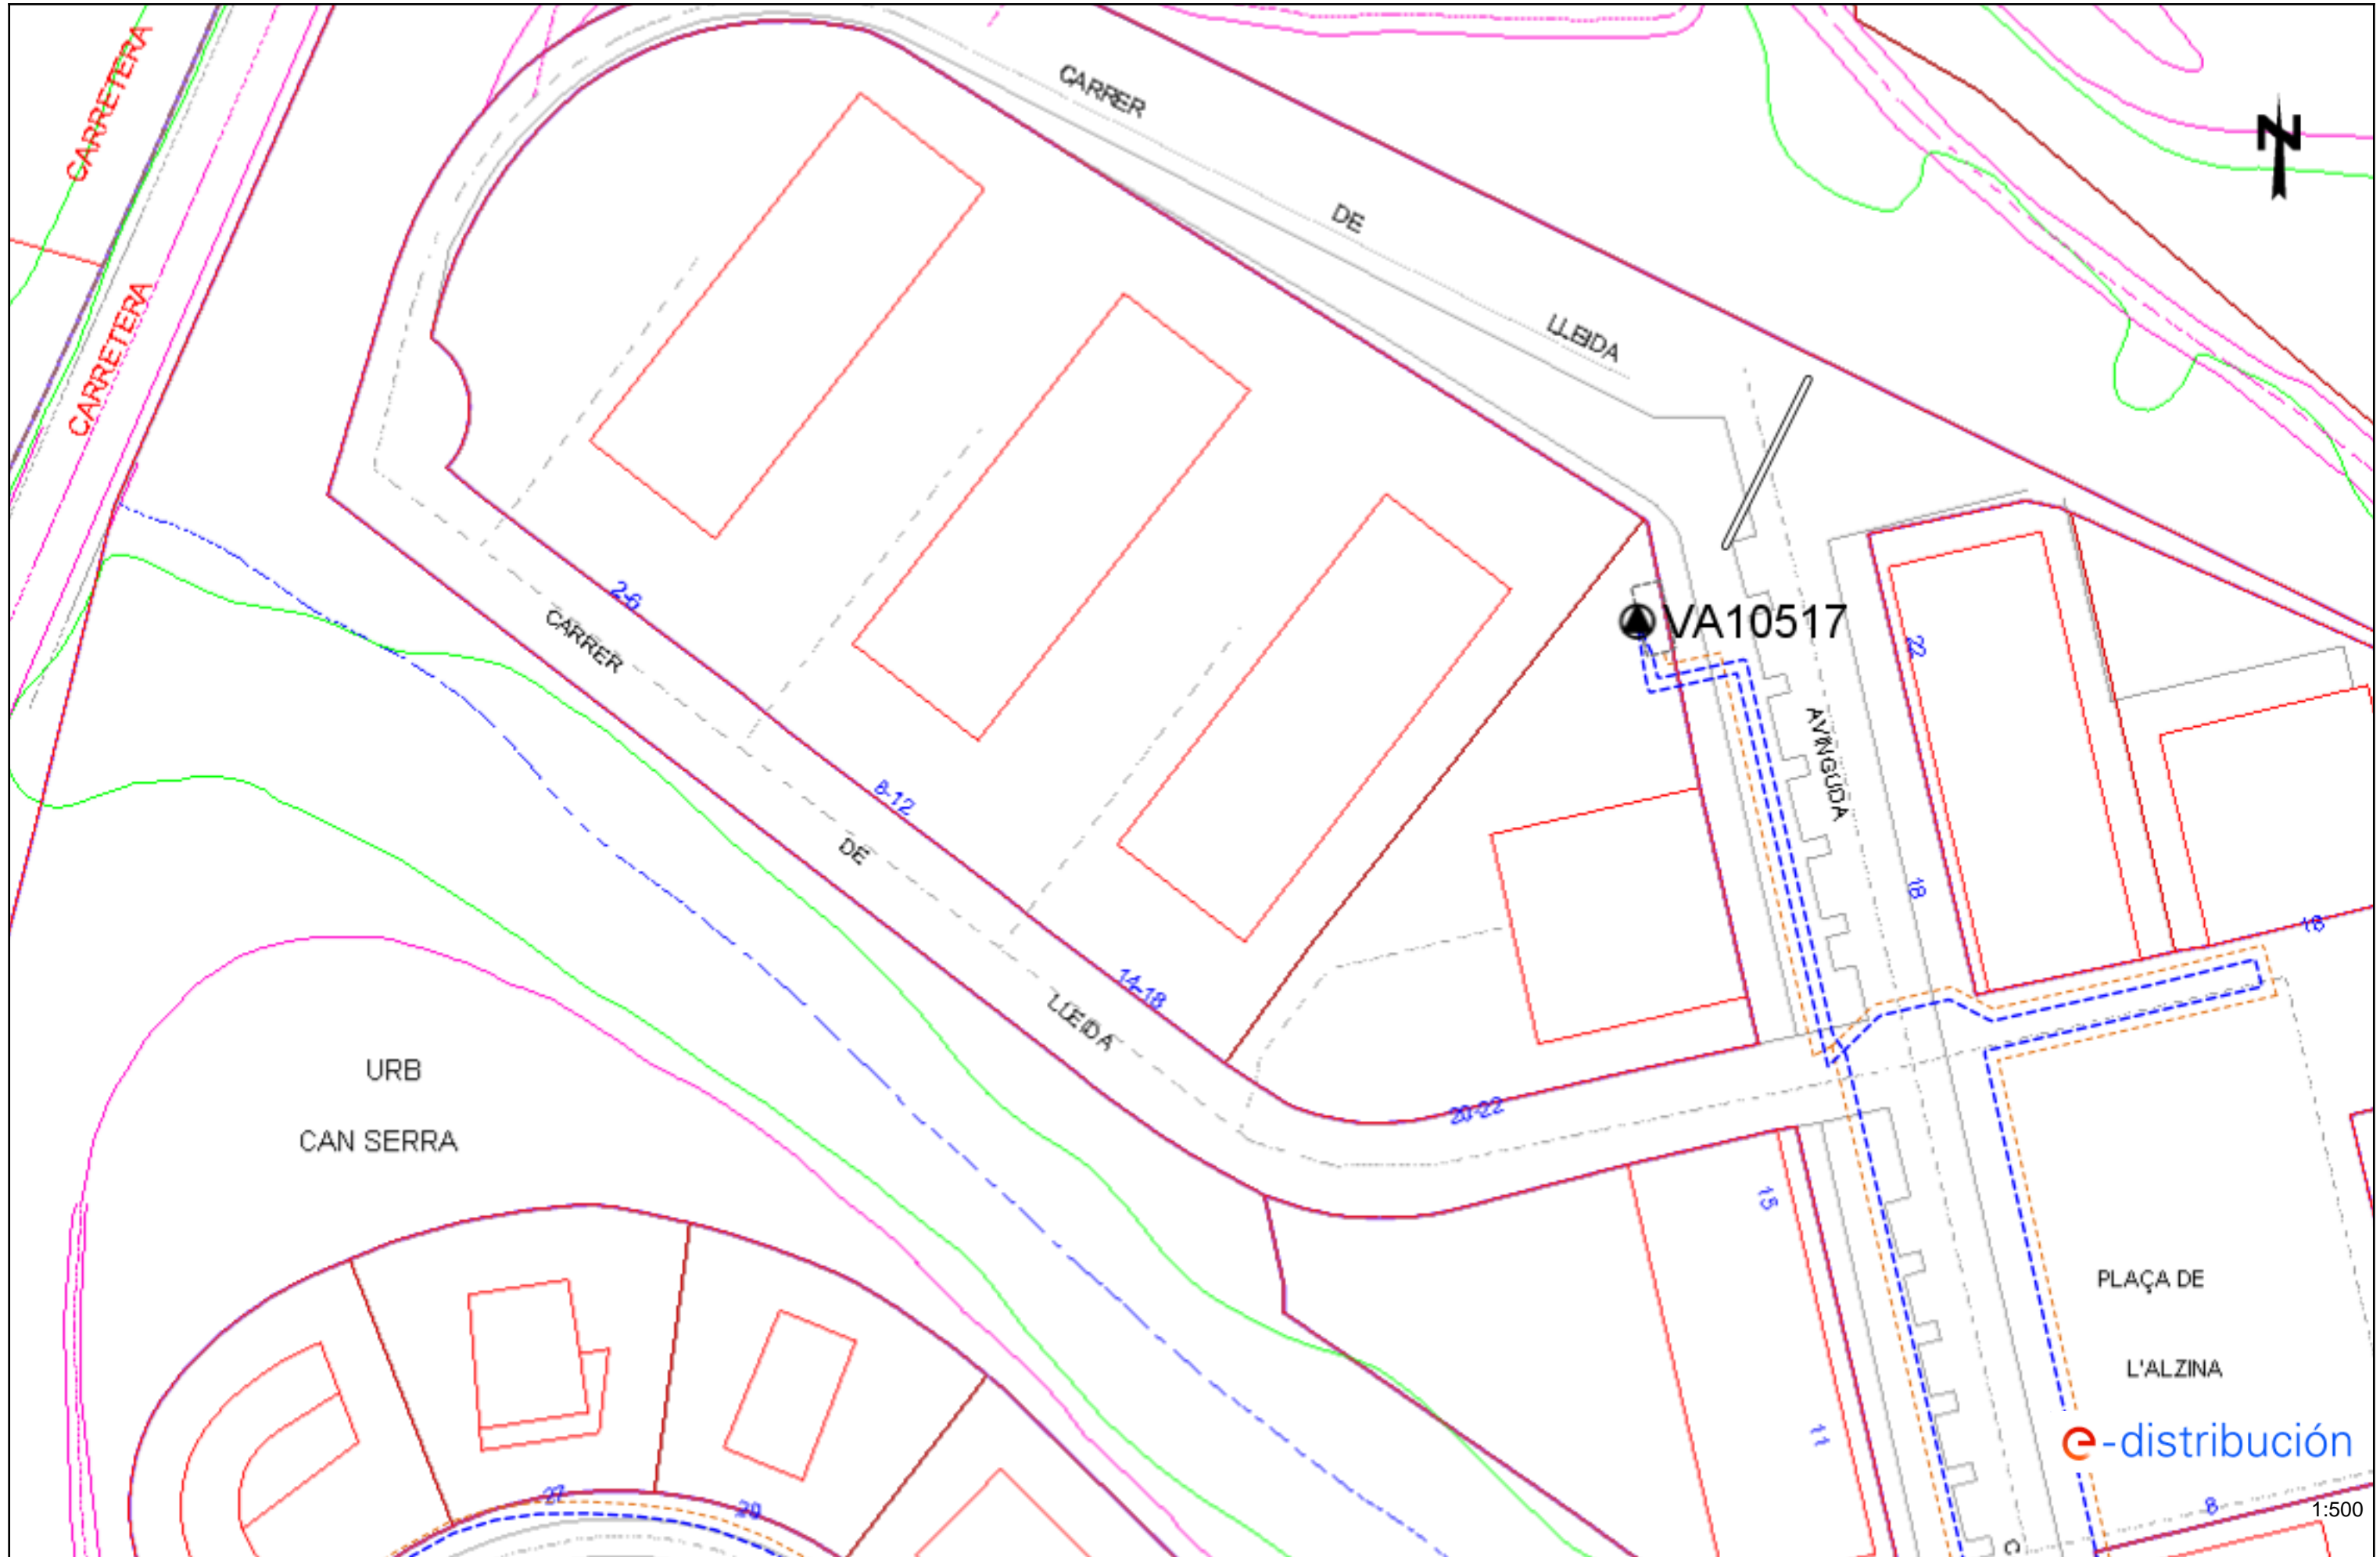 CARRETERA
CARRER
DE
LLEIDA
N
CARRETERA
2-6
CARRER
VA10517
22
AVINGUDA
8-12
DE
18
16
14-18
LLEIDA
URB
CAN SERRA
20-22
15
PLAÇA DE
L'ALZINA
11
e-distribución
27
29
8
1:500
C